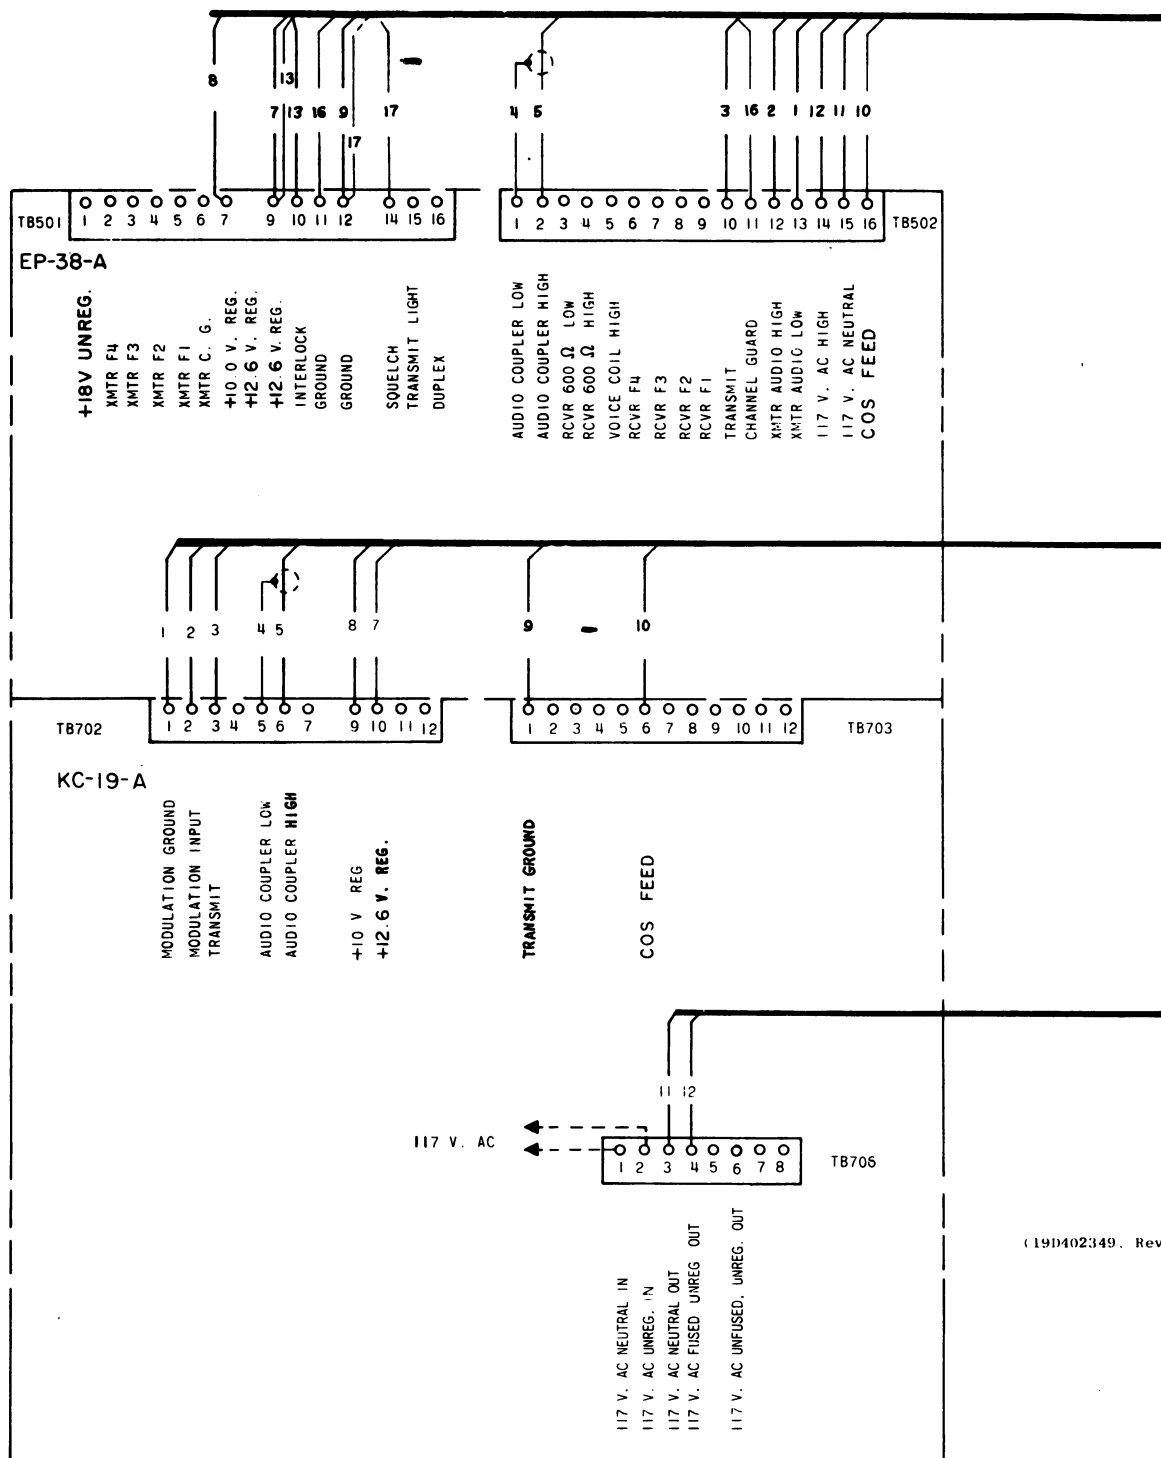 8
13
7 13 16 9 17
17
4 5
3 16 2 1 12 11 10
TB501
1 2 3 4 5 6 7 9 10 11 12 14 15 16
1 2 3 4 5 6 7 8 9 10 11 12 13 14 15 16
TB502
EP-38-A
+18V UNREG.
XMTR F4
XMTR F3
XMTR F2
XMTR F1
XMTR C. G.
+10.0 V. REG.
+12.6 V. REG.
+12.6 V. REG.
INTERLOCK
GROUND
GROUND
SQUELCH
TRANSMIT LIGHT
DUPLEX
AUDIO COUPLER LOW
AUDIO COUPLER HIGH
RCVR 600 Ω LOW
RCVR 600 Ω HIGH
VOICE COIL HIGH
RCVR F4
RCVR F3
RCVR F2
RCVR F1
TRANSMIT
CHANNEL GUARD
XMTR AUDIO HIGH
XMTR AUDIO LOW
117 V. AC HIGH
117 V. AC NEUTRAL
COS FEED
1 2 3 4 5 8 7
9 10
TB702
1 2 3 4 5 6 7 9 10 11 12
1 2 3 4 5 6 7 8 9 10 11 12
TB703
KC-19-A
MODULATION GROUND
MODULATION INPUT
TRANSMIT
AUDIO COUPLER LOW
AUDIO COUPLER HIGH
+10 V REG
+12.6 V. REG.
TRANSMIT GROUND
COS FEED
11 12
117 V. AC
1 2 3 4 5 6 7 8
TB706
117 V. AC NEUTRAL IN
117 V. AC UNREG. IN
117 V. AC NEUTRAL OUT
117 V. AC FUSED UNREG OUT
117 V. AC UNFUSED, UNREG. OUT
(19D402349, Rev